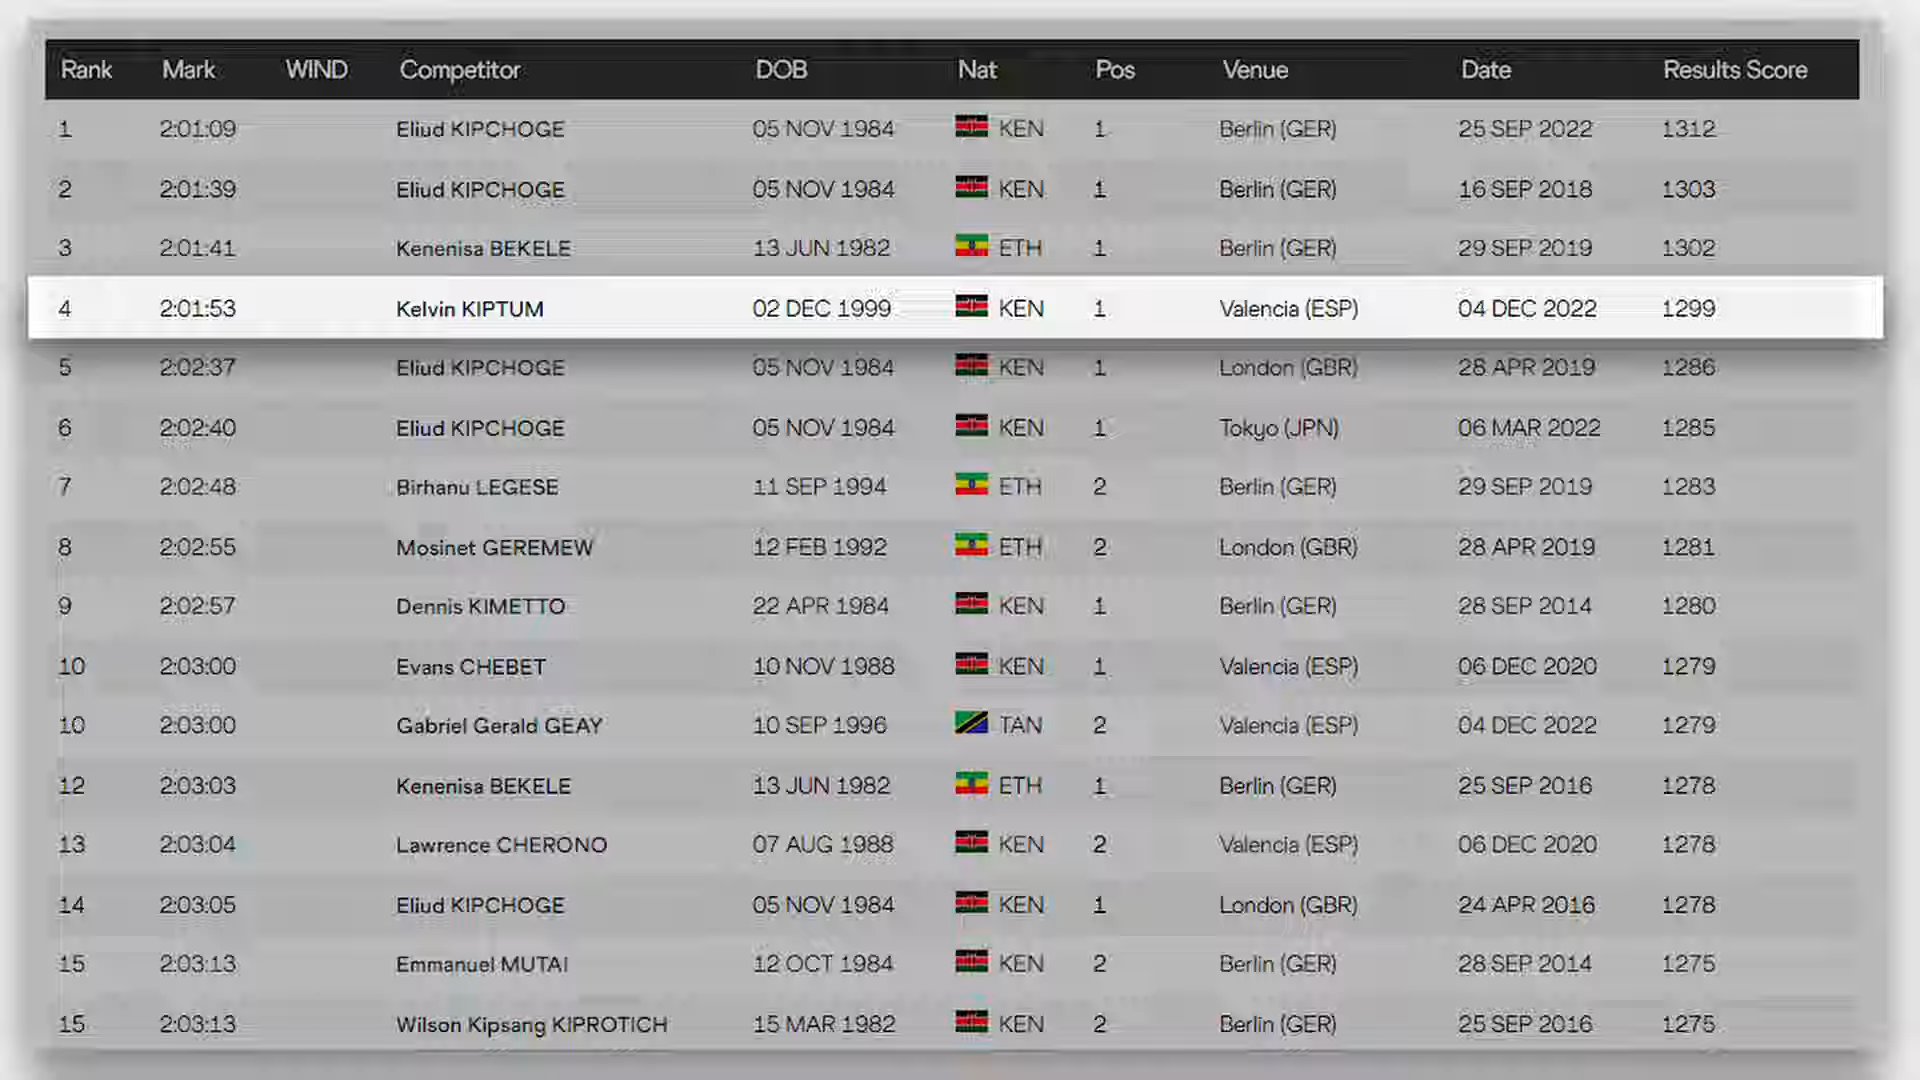 Rank Mark WIND Competitor DOB Nat Pos Venue Date Results Score
1 2:01:09 Eliud KIPCHOGE 05 NOV 1984 KEN 1 Berlin (GER) 25 SEP 2022 1312
2 2:01:39 Eliud KIPCHOGE 05 NOV 1984 KEN 1 Berlin (GER) 16 SEP 2018 1303
3 2:01:41 Kenenisa BEKELE 13 JUN 1982 ETH 1 Berlin (GER) 29 SEP 2019 1302
4 2:01:53 Kelvin KIPTUM 02 DEC 1999 KEN 1 Valencia (ESP) 04 DEC 2022 1299
5 2:02:37 Eliud KIPCHOGE 05 NOV 1984 KEN 1 London (GBR) 28 APR 2019 1286
6 2:02:40 Eliud KIPCHOGE 05 NOV 1984 KEN 1 Tokyo (JPN) 06 MAR 2022 1285
7 2:02:48 Birhanu LEGESE 11 SEP 1994 ETH 2 Berlin (GER) 29 SEP 2019 1283
8 2:02:55 Mosinet GEREMEW 12 FEB 1992 ETH 2 London (GBR) 28 APR 2019 1281
9 2:02:57 Dennis KIMETTO 22 APR 1984 KEN 1 Berlin (GER) 28 SEP 2014 1280
10 2:03:00 Evans CHEBET 10 NOV 1988 KEN 1 Valencia (ESP) 06 DEC 2020 1279
10 2:03:00 Gabriel Gerald GEAY 10 SEP 1996 TAN 2 Valencia (ESP) 04 DEC 2022 1279
12 2:03:03 Kenenisa BEKELE 13 JUN 1982 ETH 1 Berlin (GER) 25 SEP 2016 1278
13 2:03:04 Lawrence CHERONO 07 AUG 1988 KEN 2 Valencia (ESP) 06 DEC 2020 1278
14 2:03:05 Eliud KIPCHOGE 05 NOV 1984 KEN 1 London (GBR) 24 APR 2016 1278
15 2:03:13 Emmanuel MUTAI 12 OCT 1984 KEN 2 Berlin (GER) 28 SEP 2014 1275
15 2:03:13 Wilson Kipsang KIPROTICH 15 MAR 1982 KEN 2 Berlin (GER) 25 SEP 2016 1275